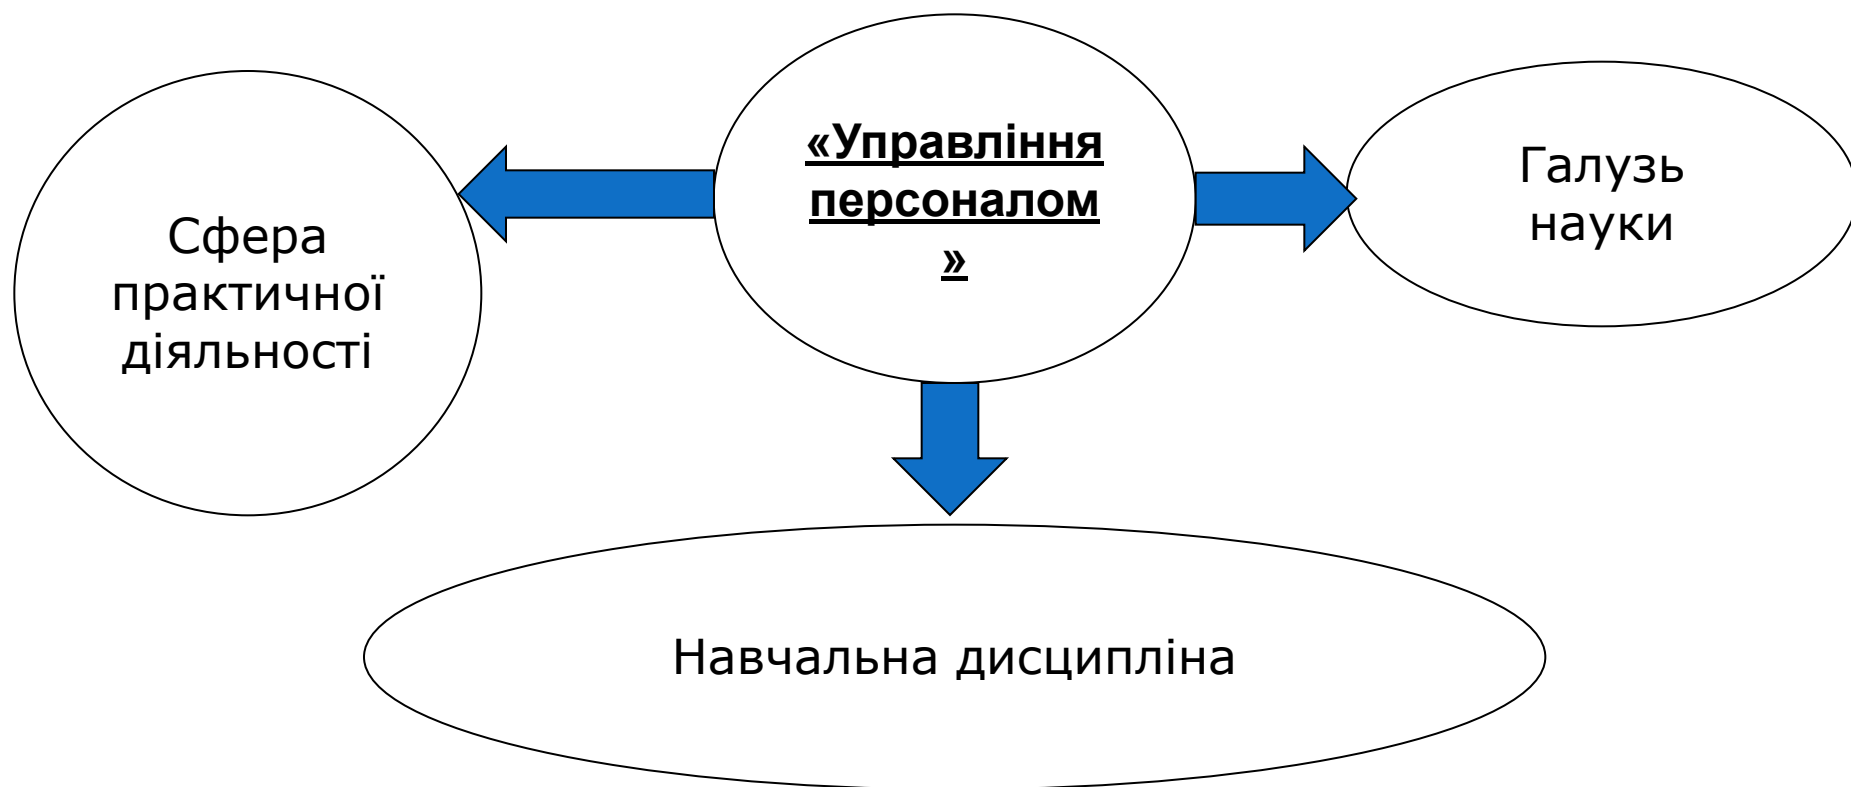 «Управління
персоналом
»
Сфера
практичної
діяльності
Галузь
науки
Навчальна дисципліна